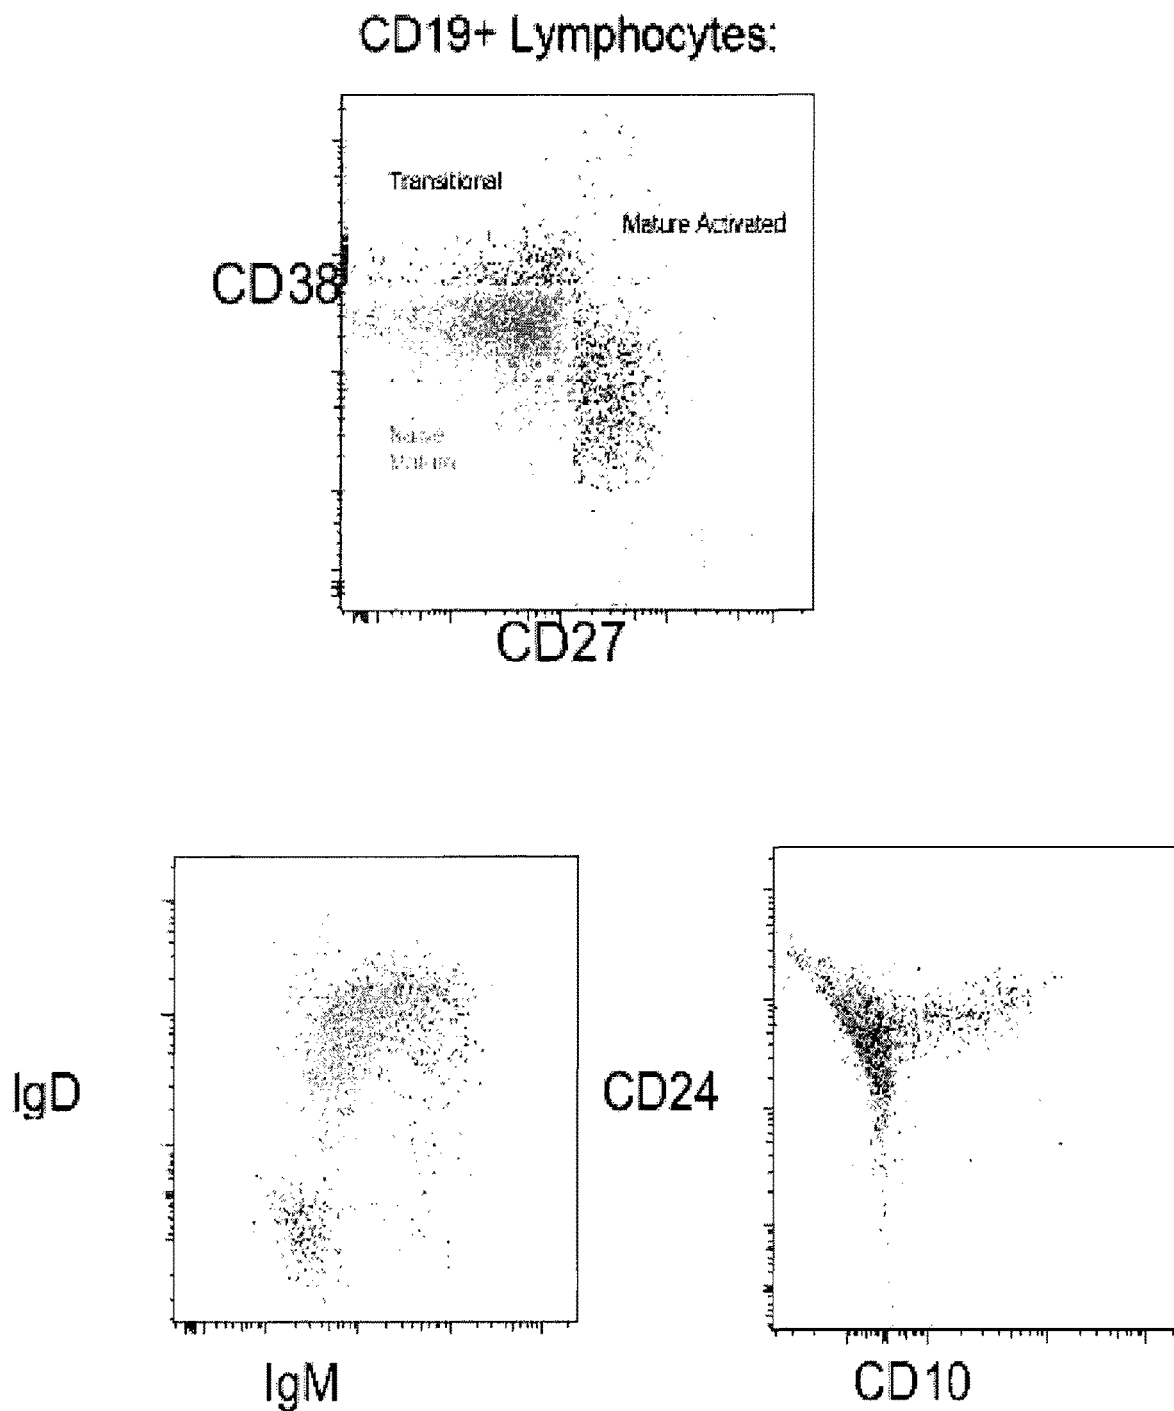 CD19+ Lymphocytes:
Transitional
Mature Activated
CD38
CD27
IgD
CD24
IgM
CD10